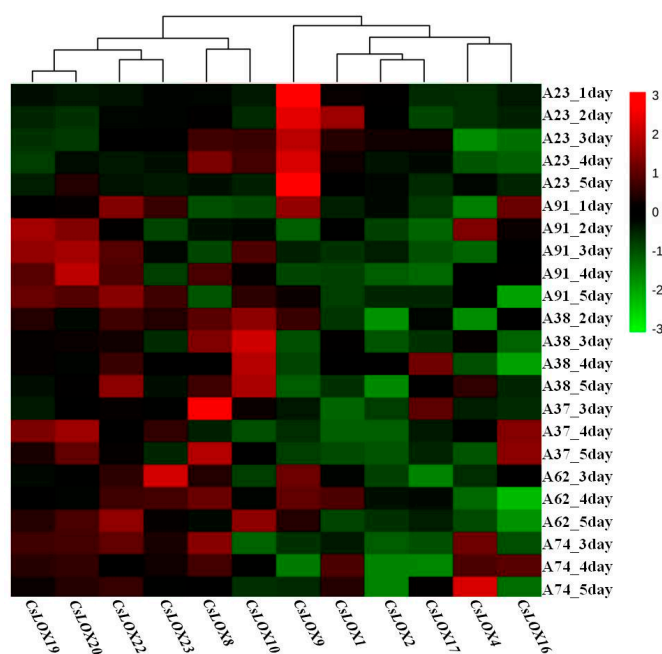 A23_1day
A23_2day
A23_3day
A23_4day
A23_5day
A91_1day
A91_2day
A91_3day
A91_4day
A91_5day
A38_2day
A38_3day
A38_4day
A38_5day
A37_3day
A37_4day
A37_5day
A62_3day
A62_4day
A62_5day
A74_3day
A74_4day
A74_5day
3
2
1
0
-1
-2
-3
CsLOX19 CsLOX20 CsLOX22 CsLOX23 CsLOX8 CsLOX10 CsLOX9 CsLOX1 CsLOX2 CsLOX17 CsLOX4 CsLOX16